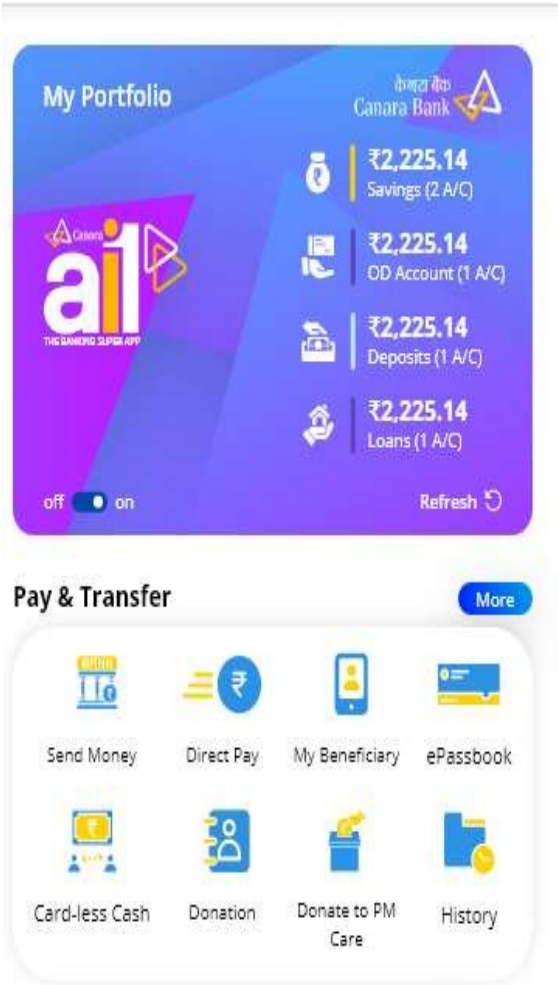 My Portfolio
केनरा बैंक
Canara Bank
₹2,225.14
Savings (2 A/C)
₹2,225.14
OD Account (1 A/C)
₹2,225.14
Deposits (1 A/C)
₹2,225.14
Loans (1 A/C)
Canara
ai1
THE BANKING SUPER APP
off on
Refresh
Pay & Transfer
More
BANK
Send Money
Direct Pay
My Beneficiary
ePassbook
Card-less Cash
Donation
Donate to PM
Care
History